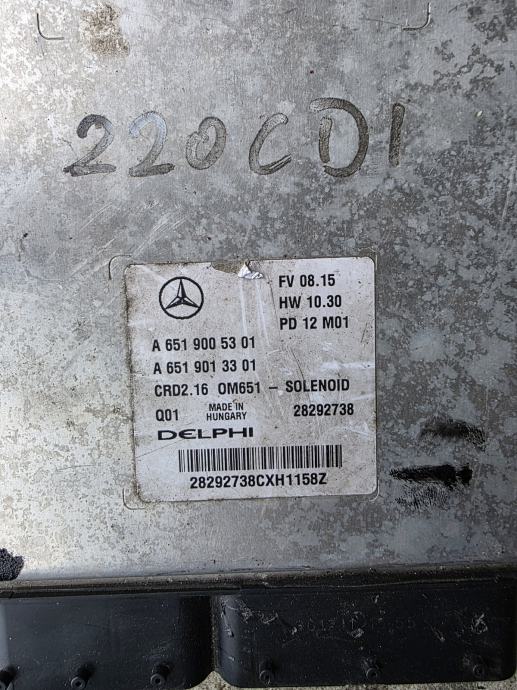 220CDI
FV 08.15
HW 10.30
PD 12 M01
A 651 900 53 01
A 651 901 33 01
CRD2.16 OM651 - SOLENOID
Q01 MADE IN HUNGARY 28292738
DELPHI
28292738CXH1158Z